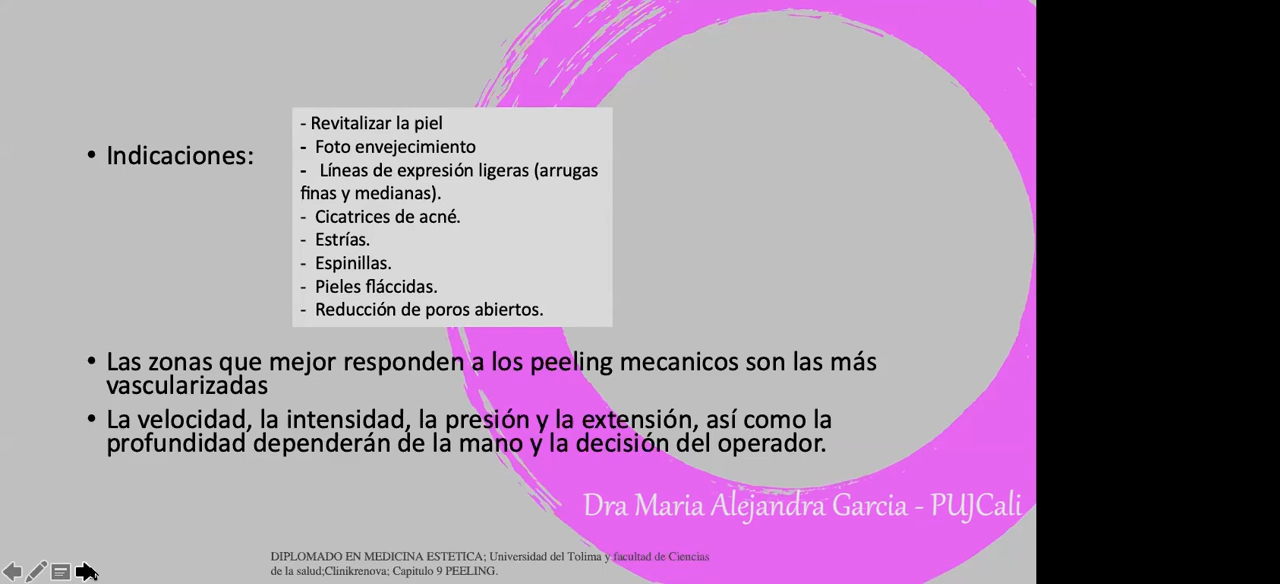 • Indicaciones:
- Revitalizar la piel
- Foto envejecimiento
- Líneas de expresión ligeras (arrugas
finas y medianas).
- Cicatrices de acné.
- Estrías.
- Espinillas.
- Pieles fláccidas.
- Reducción de poros abiertos.
• Las zonas que mejor responden a los peeling mecanicos son las más
vascularizadas
• La velocidad, la intensidad, la presión y la extensión, así como la
profundidad dependerán de la mano y la decisión del operador.
Dra Maria Alejandra Garcia - PUJCali
DIPLOMADO EN MEDICINA ESTETICA; Universidad del Tolima y facultad de Ciencias
de la salud;Clinikrenova; Capitulo 9 PEELING.